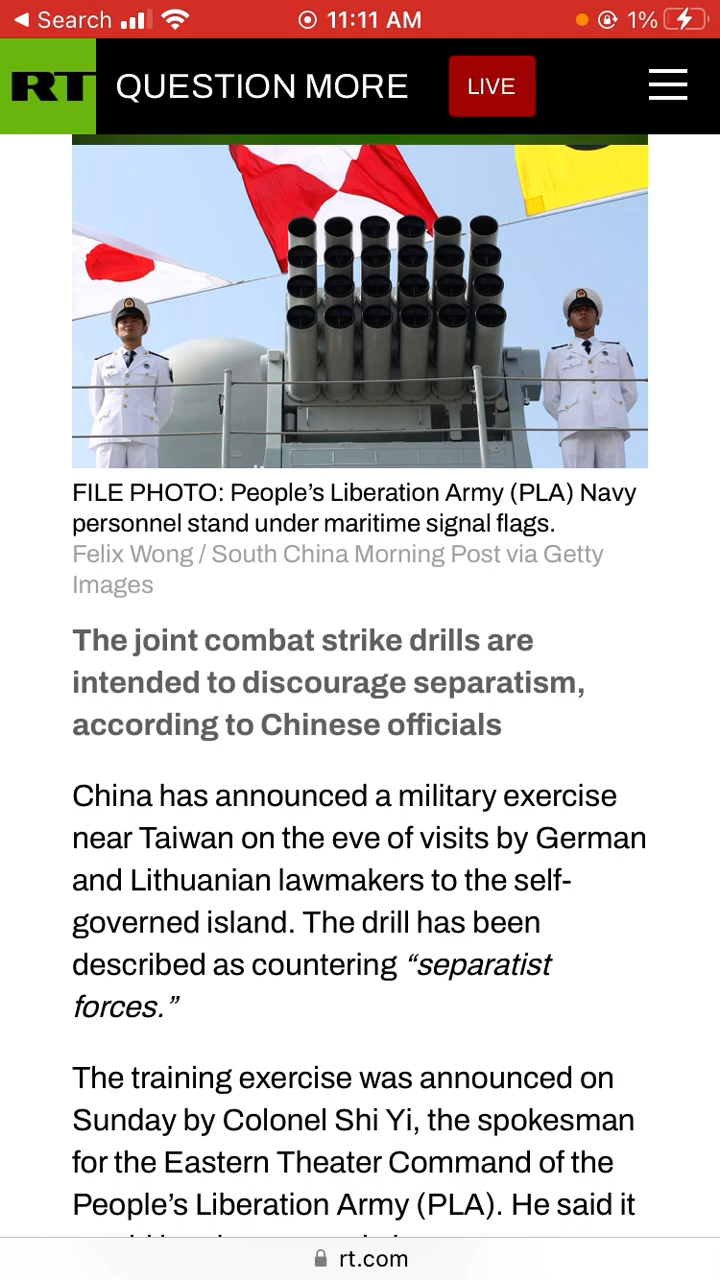 Search 11:11 AM 1%
RT QUESTION MORE LIVE
FILE PHOTO: People’s Liberation Army (PLA) Navy
personnel stand under maritime signal flags.
Felix Wong / South China Morning Post via Getty
Images
The joint combat strike drills are
intended to discourage separatism,
according to Chinese officials
China has announced a military exercise
near Taiwan on the eve of visits by German
and Lithuanian lawmakers to the self-
governed island. The drill has been
described as countering “separatist
forces.”
The training exercise was announced on
Sunday by Colonel Shi Yi, the spokesman
for the Eastern Theater Command of the
People’s Liberation Army (PLA). He said it
rt.com